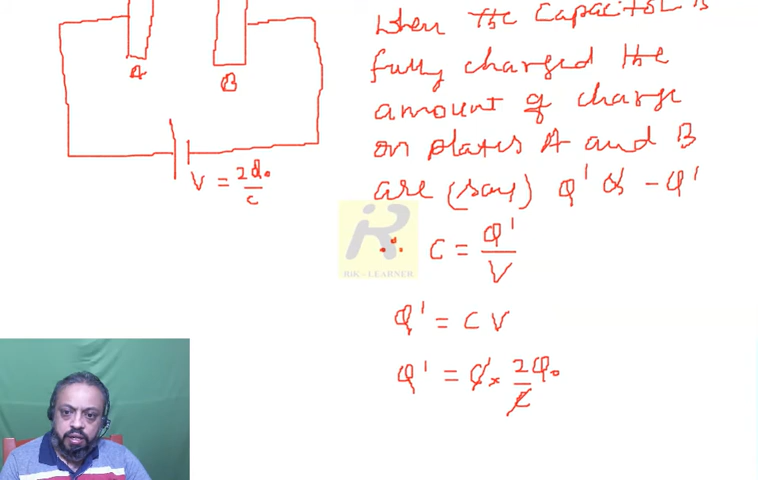 when the Capacitor is
fully charged the
amount of charge
on plates A and B
are (say) Q' & -Q'
A
B
V = 2Q₀/C
∴ C = Q'/V
RIK - LEARNER
Q' = C V
Q' = C × 2Q₀/C